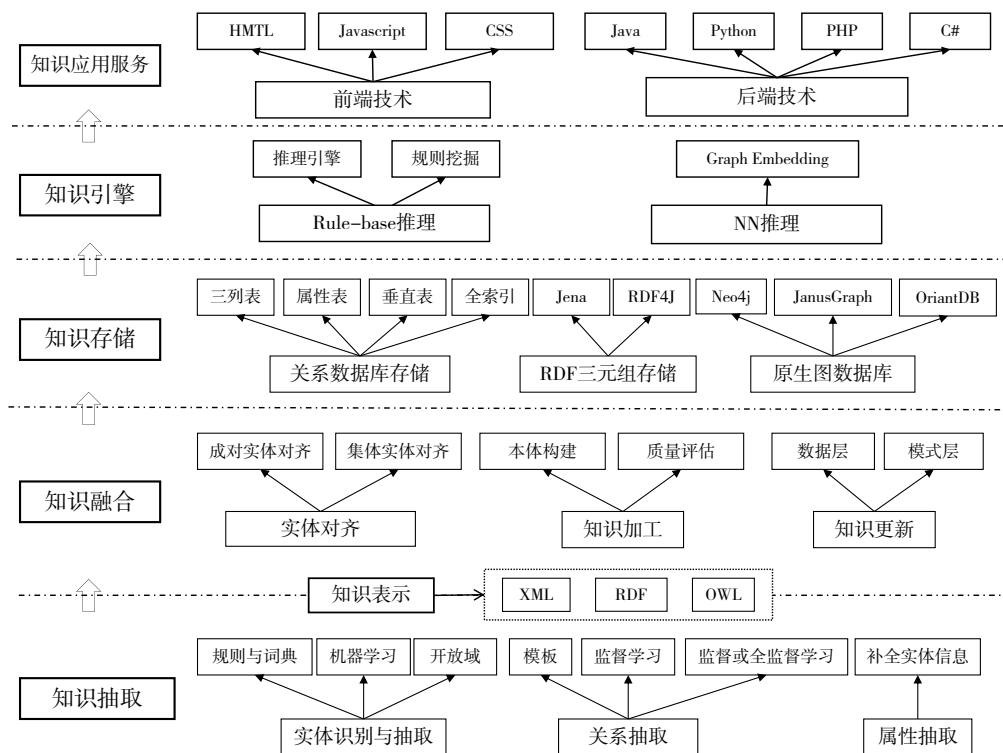 HMTL
Javascript
CSS
Java
Python
PHP
C#
知识应用服务
前端技术
后端技术
推理引擎
规则挖掘
Graph Embedding
知识引擎
Rule-base推理
NN推理
三列表
属性表
垂直表
全索引
Jena
RDF4J
Neo4j
JanusGraph
OriantDB
知识存储
关系数据库存储
RDF三元组存储
原生图数据库
成对实体对齐
集体实体对齐
本体构建
质量评估
数据层
模式层
知识融合
实体对齐
知识加工
知识更新
知识表示
XML
RDF
OWL
规则与词典
机器学习
开放域
模板
监督学习
监督或全监督学习
补全实体信息
知识抽取
实体识别与抽取
关系抽取
属性抽取